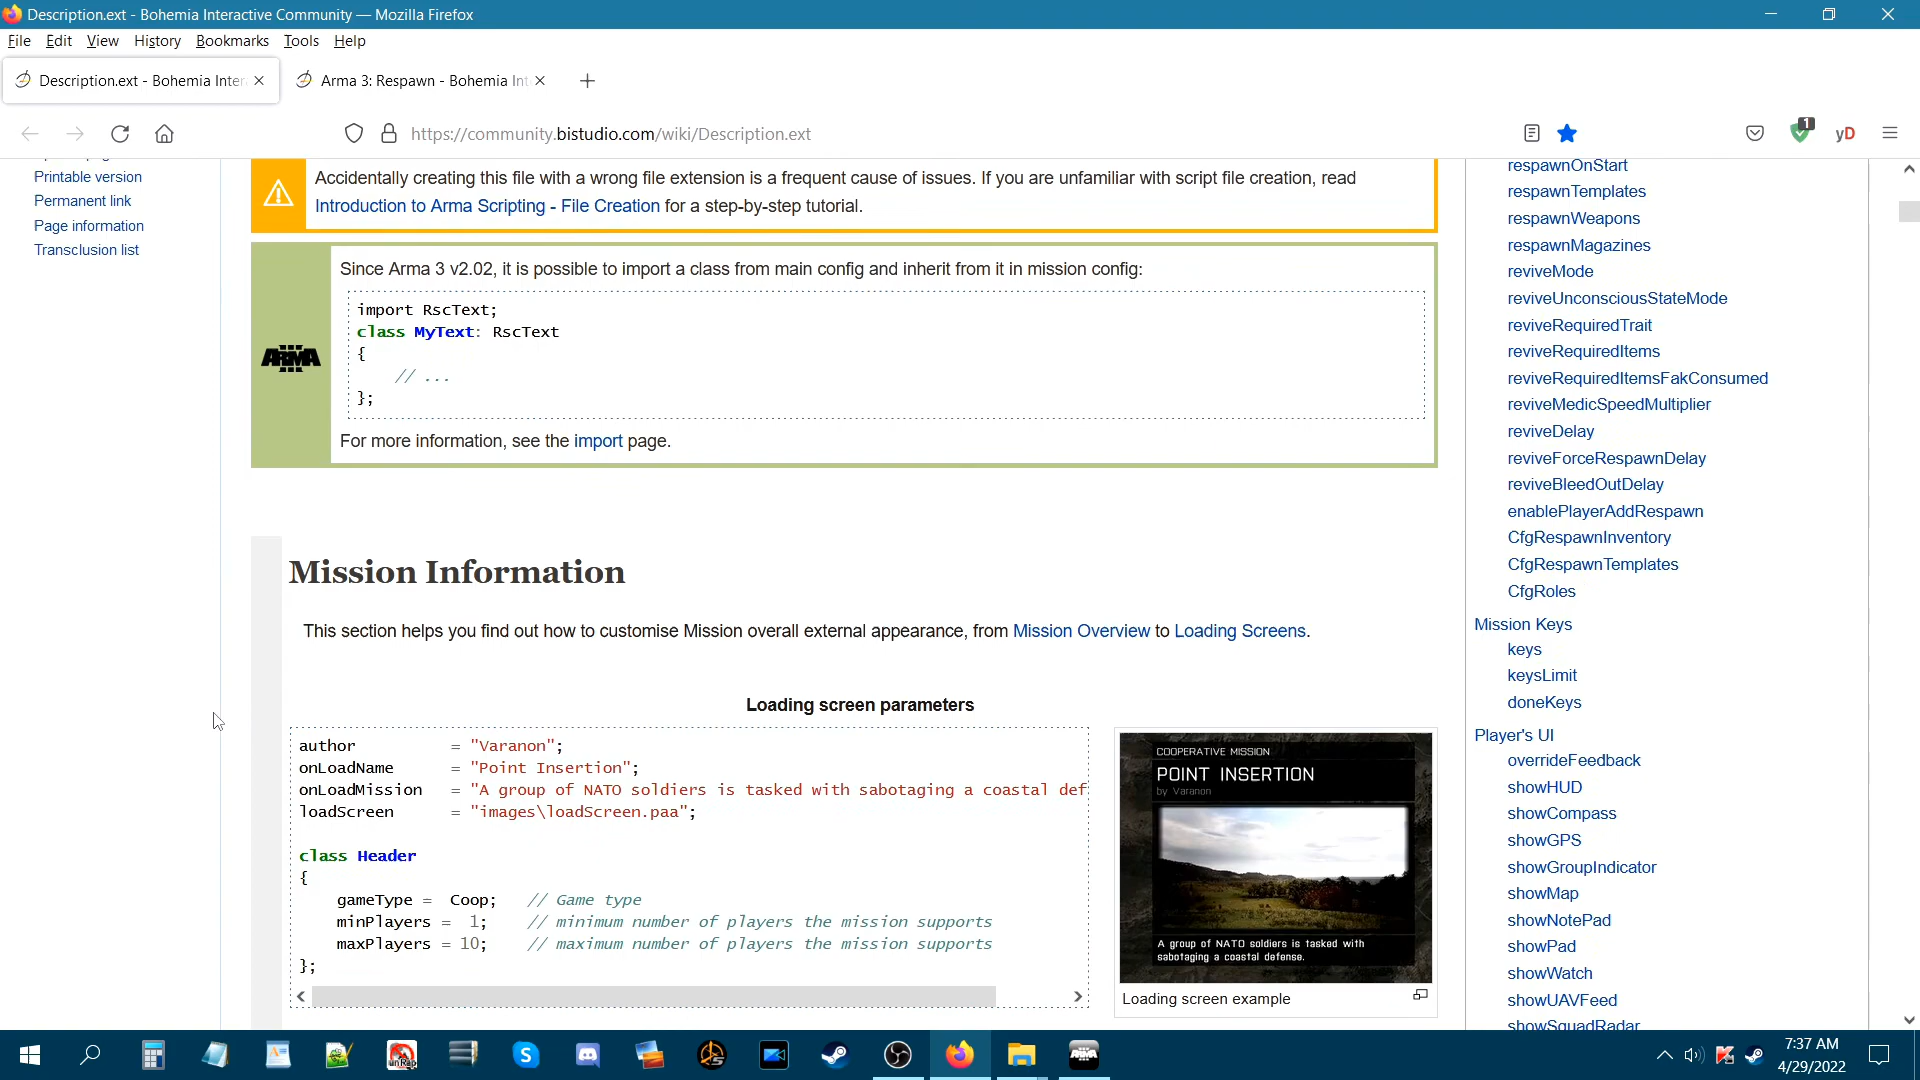 Description.ext - Bohemia Interactive Community — Mozilla Firefox
File Edit View History Bookmarks Tools Help
Description.ext - Bohemia Inter
Arma 3: Respawn - Bohemia Int
https://community.bistudio.com/wiki/Description.ext
1
yD
Printable version
Permanent link
Page information
Transclusion list
Accidentally creating this file with a wrong file extension is a frequent cause of issues. If you are unfamiliar with script file creation, read
Introduction to Arma Scripting - File Creation for a step-by-step tutorial.
ARMA
Since Arma 3 v2.02, it is possible to import a class from main config and inherit from it in mission config:
import RscText;
class MyText: RscText
{
// ...
};
For more information, see the import page.
Mission Information
This section helps you find out how to customise Mission overall external appearance, from Mission Overview to Loading Screens.
Loading screen parameters
author = "Varanon";
onLoadName = "Point Insertion";
onLoadMission = "A group of NATO soldiers is tasked with sabotaging a coastal def
loadScreen = "images\loadScreen.paa";
class Header
{
gameType = Coop; // Game type
minPlayers = 1; // minimum number of players the mission supports
maxPlayers = 10; // maximum number of players the mission supports
};
COOPERATIVE MISSION
POINT INSERTION
by Varanon
A group of NATO soldiers is tasked with
sabotaging a coastal defense.
Loading screen example
respawnOnStart
respawnTemplates
respawnWeapons
respawnMagazines
reviveMode
reviveUnconsciousStateMode
reviveRequiredTrait
reviveRequiredItems
reviveRequiredItemsFakConsumed
reviveMedicSpeedMultiplier
reviveDelay
reviveForceRespawnDelay
reviveBleedOutDelay
enablePlayerAddRespawn
CfgRespawnInventory
CfgRespawnTemplates
CfgRoles
Mission Keys
keys
keysLimit
doneKeys
Player's UI
overrideFeedback
showHUD
showCompass
showGPS
showGroupIndicator
showMap
showNotePad
showPad
showWatch
showUAVFeed
showSquadRadar
unRap
ARMA
7:37 AM
4/29/2022